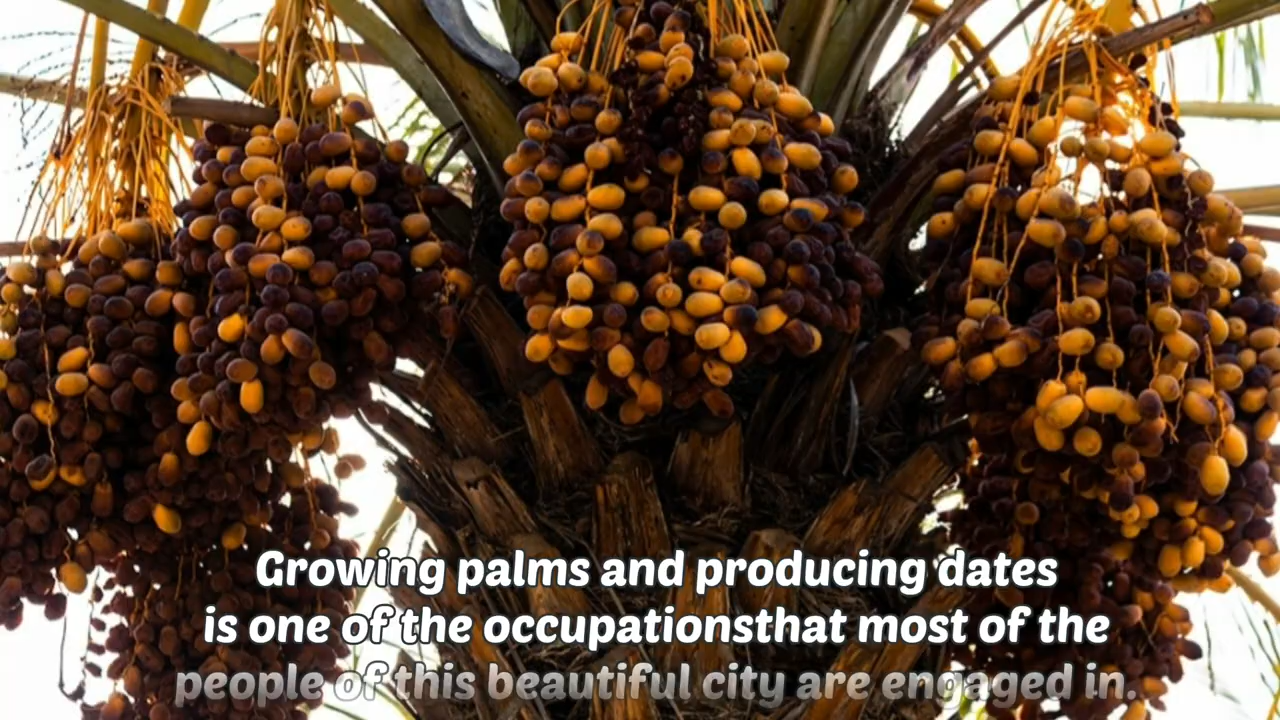 Growing palms and producing dates
is one of the occupationsthat most of the
people of this beautiful city are engaged in.